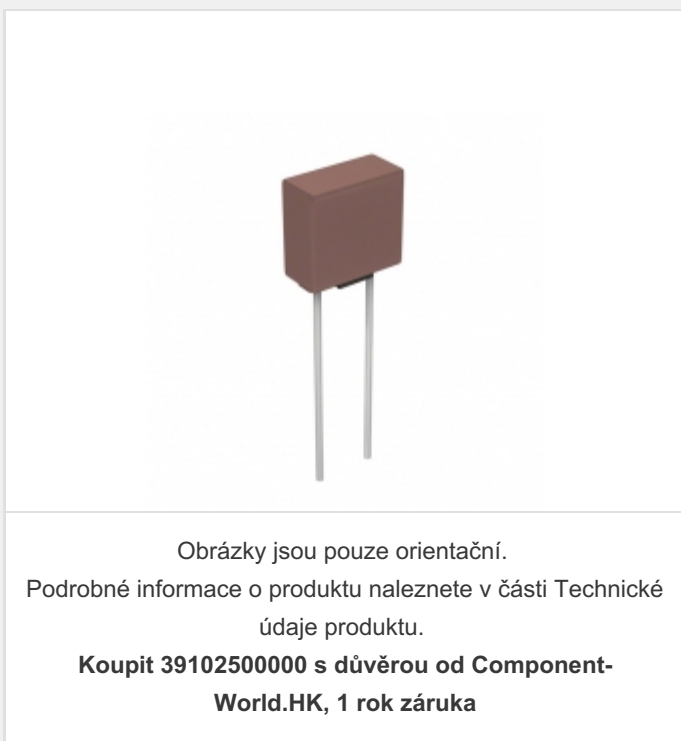 Obrázky jsou pouze orientační.
Podrobné informace o produktu naleznete v části Technické
údaje produktu.
Koupit 39102500000 s důvěrou od Component-
World.HK, 1 rok záruka